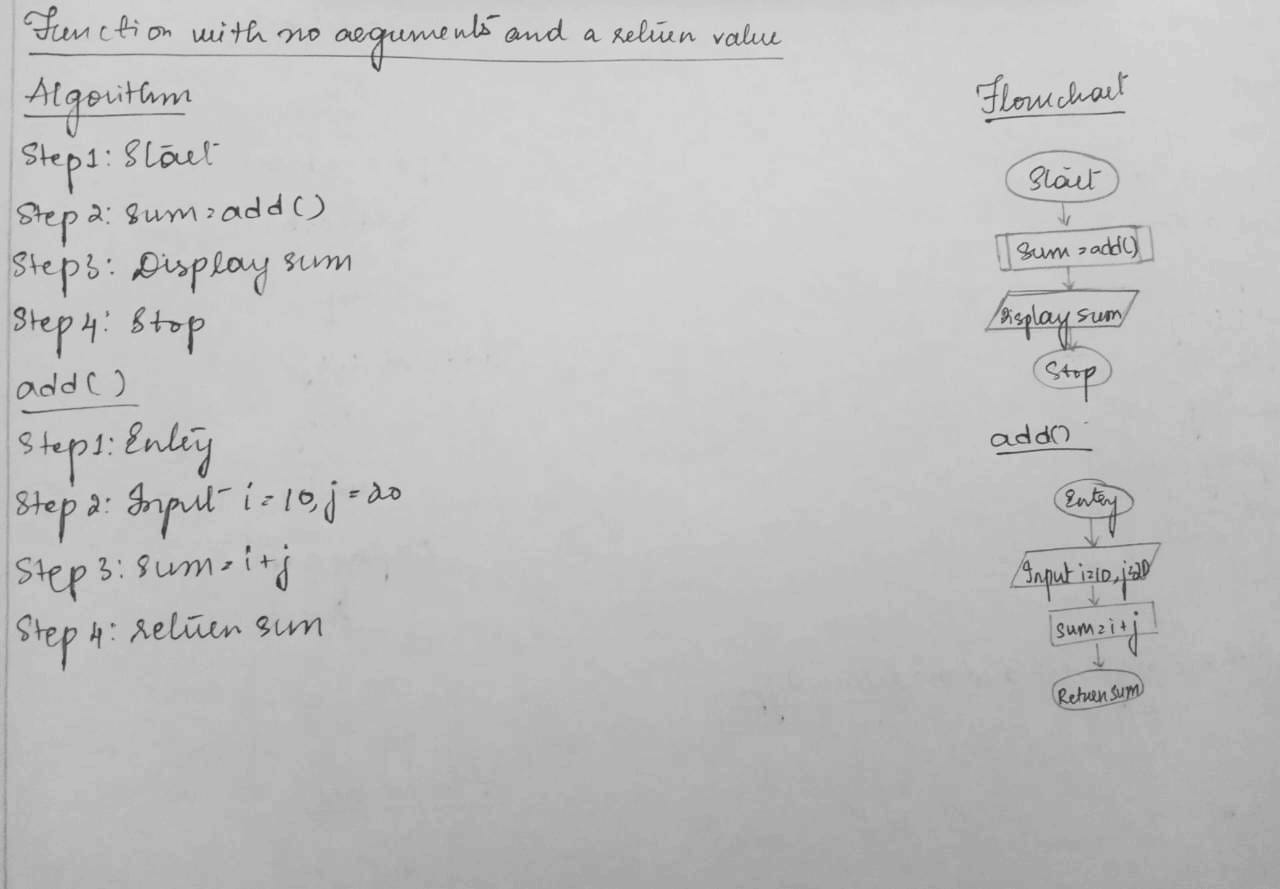 Function with no arguments and a return value
Algorithm
Step1: Start
Step 2: Sum=add()
Step3: Display sum
Step 4: Stop
add()
Step1: Entry
Step 2: Input i=10, j=20
Step 3: sum=i+j
Step 4: return sum
Flowchart
Start
Sum=add()
Display sum
Stop
add()
Entry
Input i=10, j=20
sum=i+j
Return sum